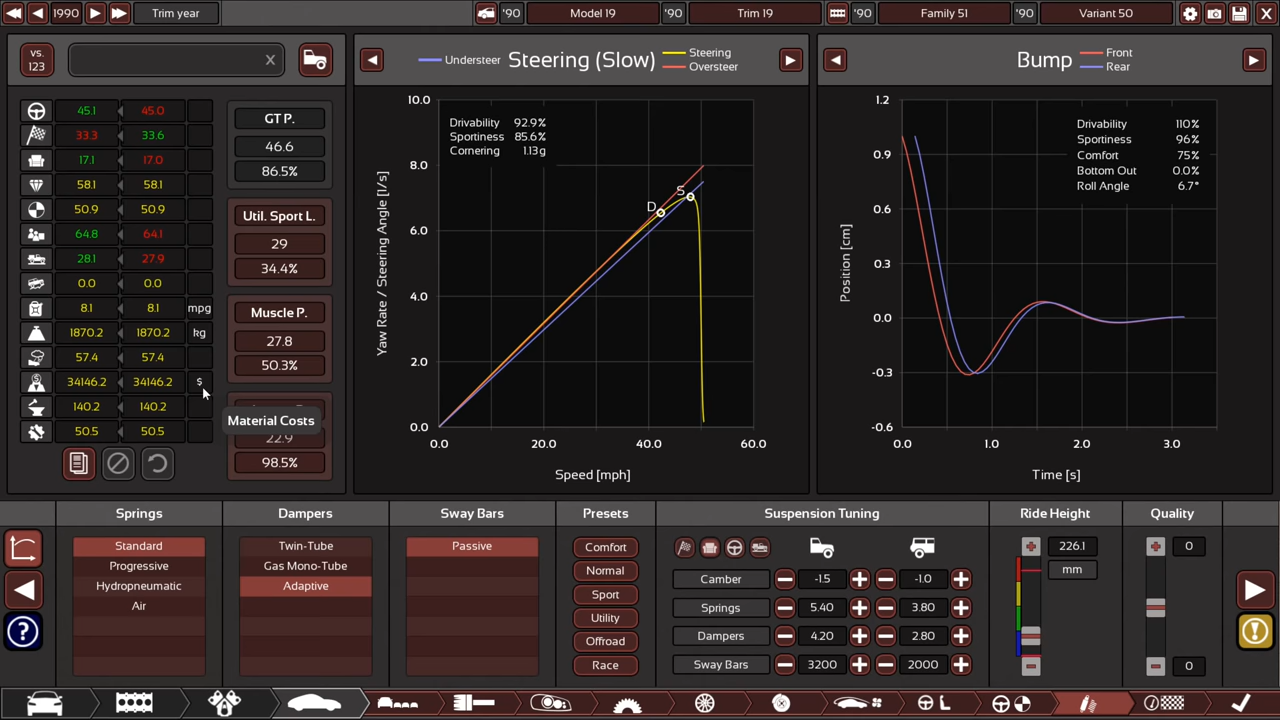 1990
Trim year
'90
Model 19
'90
Trim 19
'90
Family 51
'90
Variant 50
vs.
123
X
45.1 45.0
33.3 33.6
17.1 17.0
58.1 58.1
50.9 50.9
64.8 64.1
28.1 27.9
0.0 0.0
8.1 8.1 mpg
1870.2 1870.2 kg
57.4 57.4
34146.2 34146.2 $
140.2 140.2
50.5 50.5
GT P.
46.6
86.5%
Util. Sport L.
29
34.4%
Muscle P.
27.8
50.3%
Material Costs
22.9
98.5%
Understeer
Steering (Slow)
Steering
Oversteer
Drivability 92.9%
Sportiness 85.6%
Cornering 1.13g
Yaw Rate / Steering Angle [1/s]
10.0
8.0
6.0
4.0
2.0
0.0
D
S
0.0 20.0 40.0 60.0
Speed [mph]
Bump
Front
Rear
Drivability 110%
Sportiness 96%
Comfort 75%
Bottom Out 0.0%
Roll Angle 6.7°
Position [cm]
1.2
0.9
0.6
0.3
0.0
-0.3
-0.6
0.0 1.0 2.0 3.0
Time [s]
Springs
Standard
Progressive
Hydropneumatic
Air
Dampers
Twin-Tube
Gas Mono-Tube
Adaptive
Sway Bars
Passive
Presets
Comfort
Normal
Sport
Utility
Offroad
Race
Suspension Tuning
Camber -1.5 -1.0
Springs 5.40 3.80
Dampers 4.20 2.80
Sway Bars 3200 2000
Ride Height
226.1
mm
Quality
0
0
?